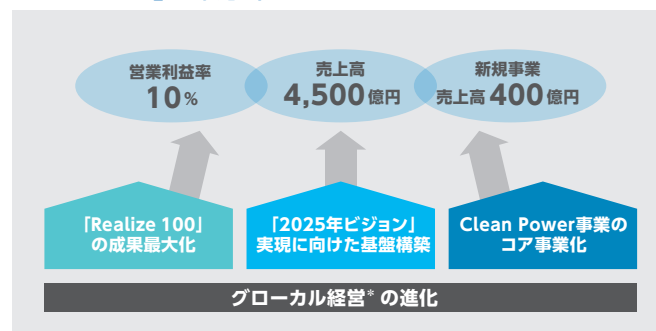 営業利益率
10%
売上高
4,500億円
新規事業
売上高400億円
「Realize 100」
の成果最大化
「2025年ビジョン」
実現に向けた基盤構築
Clean Power事業の
コア事業化
グローカル経営*の進化